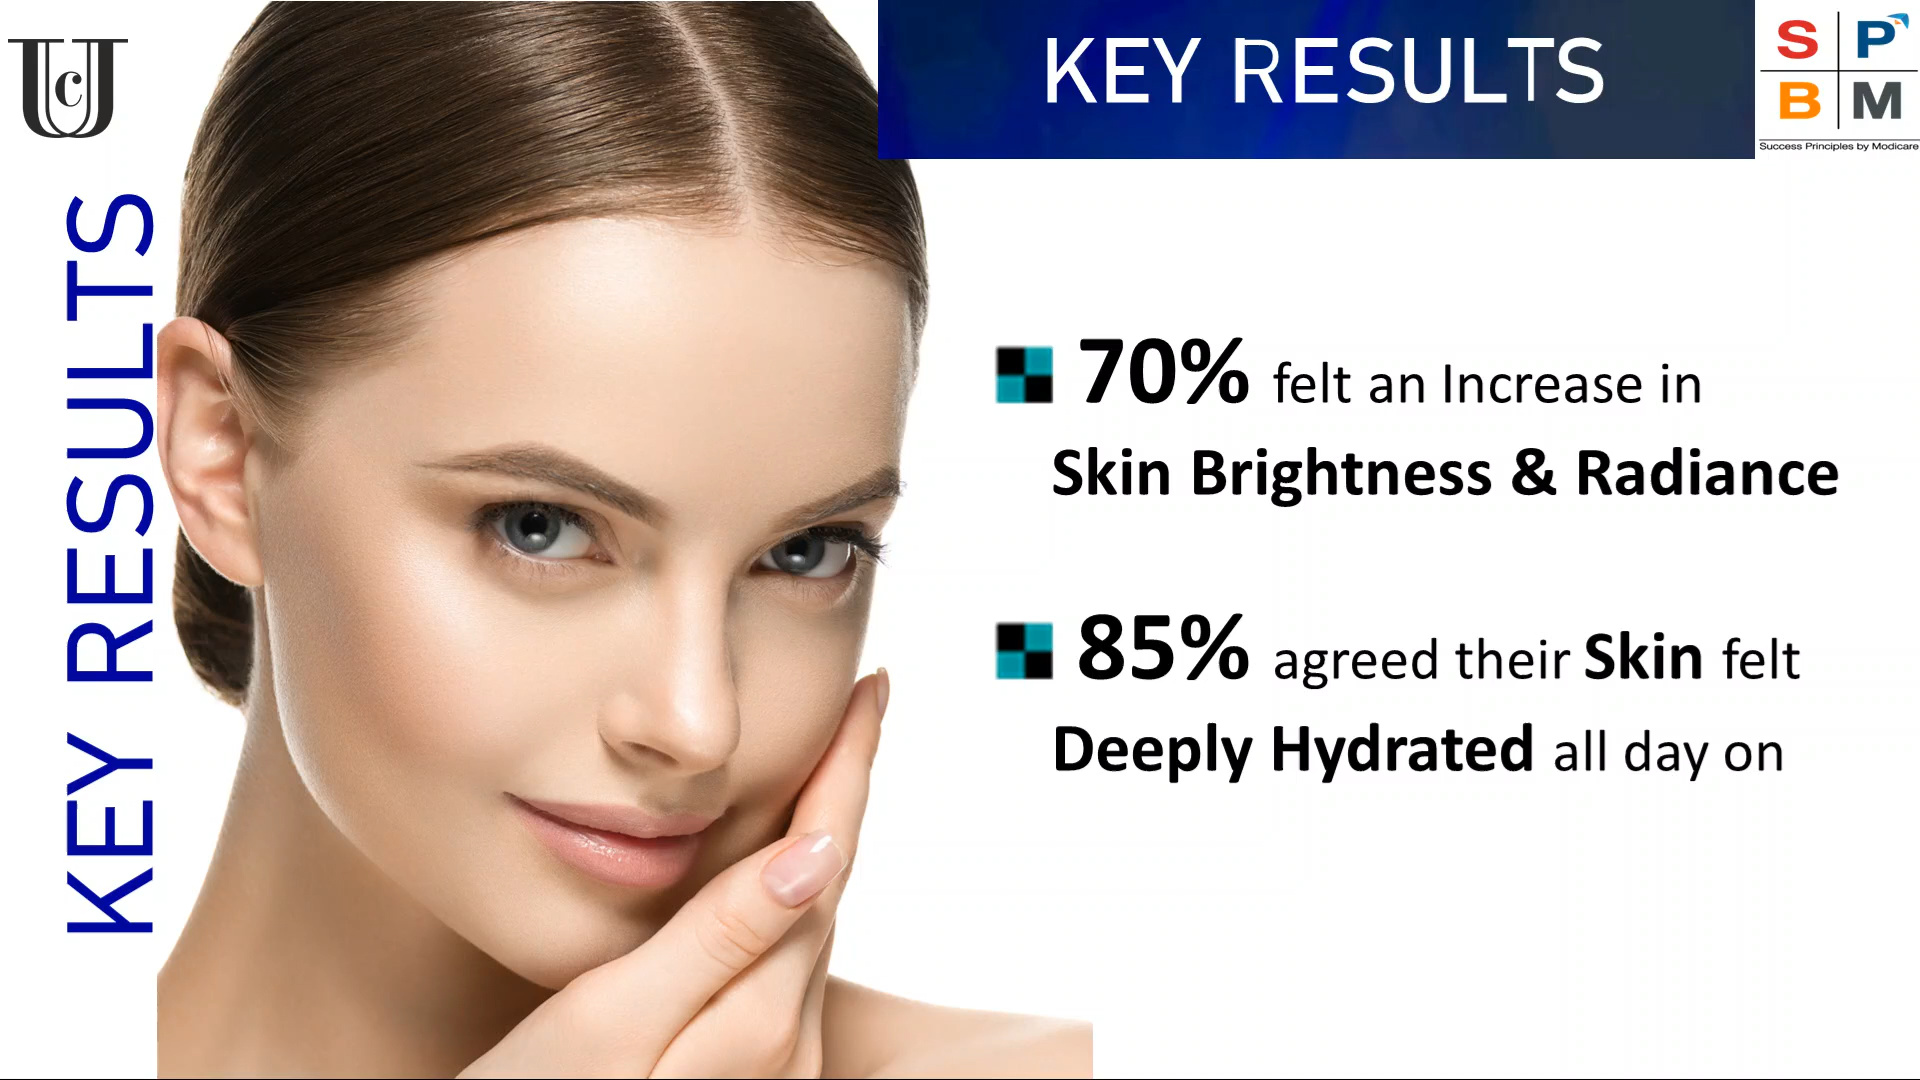 UCJ
KEY RESULTS
KEY RESULTS
S P
B M
Success Principles by Modicare
70% felt an Increase in
Skin Brightness & Radiance
85% agreed their Skin felt
Deeply Hydrated all day on